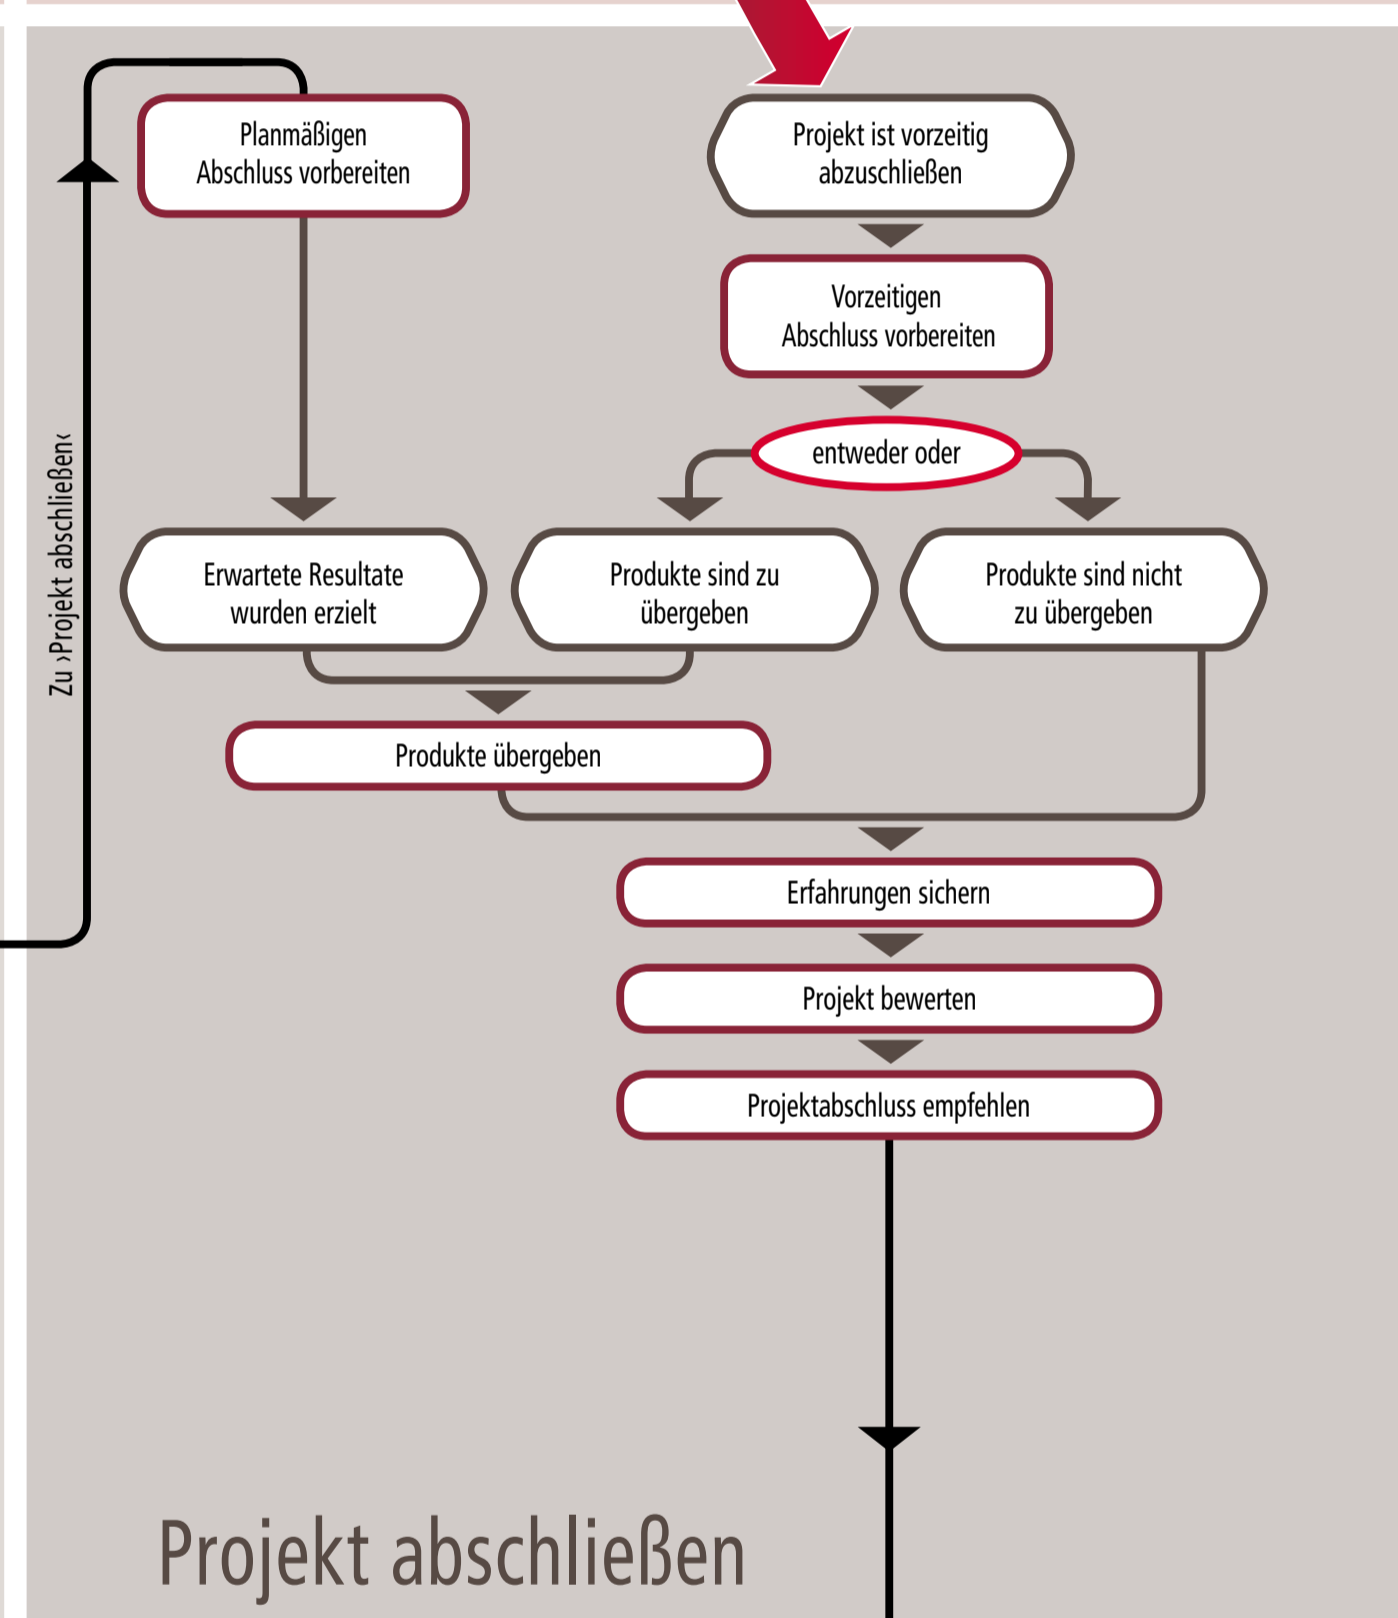 Planmäßigen
Abschluss vorbereiten
Projekt ist vorzeitig
abzuschließen
Vorzeitigen
Abschluss vorbereiten
entweder oder
Zu ›Projekt abschließen‹
Erwartete Resultate
wurden erzielt
Produkte sind zu
übergeben
Produkte sind nicht
zu übergeben
Produkte übergeben
Erfahrungen sichern
Projekt bewerten
Projektabschluss empfehlen
Projekt abschließen